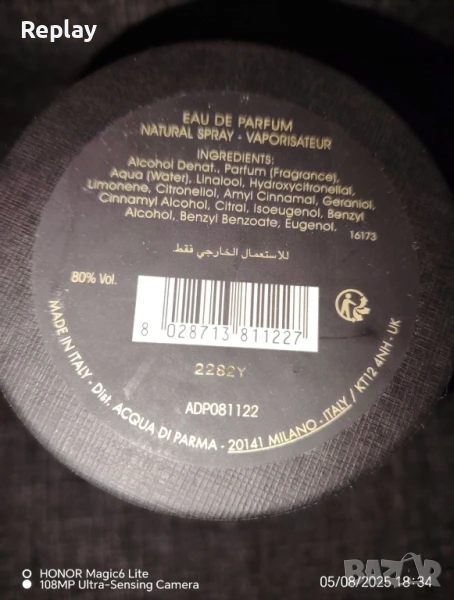 Replay
EAU DE PARFUM
NATURAL SPRAY - VAPORISATEUR
INGREDIENTS:
Alcohol Denat., Parfum (Fragrance),
Aqua (Water), Linalool, Hydroxycitronellal,
Limonene, Citronellol, Amyl Cinnamal, Geraniol,
Cinnamyl Alcohol, Citral, Isoeugenol, Benzyl
Alcohol, Benzyl Benzoate, Eugenol.
16173
للاستعمال الخارجي فقط
80% Vol.
8 028713 811227
2282Y
ADP081122
MADE IN ITALY - Dist. ACQUA DI PARMA - 20141 MILANO - ITALY / KT12 4NH - UK
HONOR Magic6 Lite
108MP Ultra-Sensing Camera
05/08/2025 18:34
BAZAR